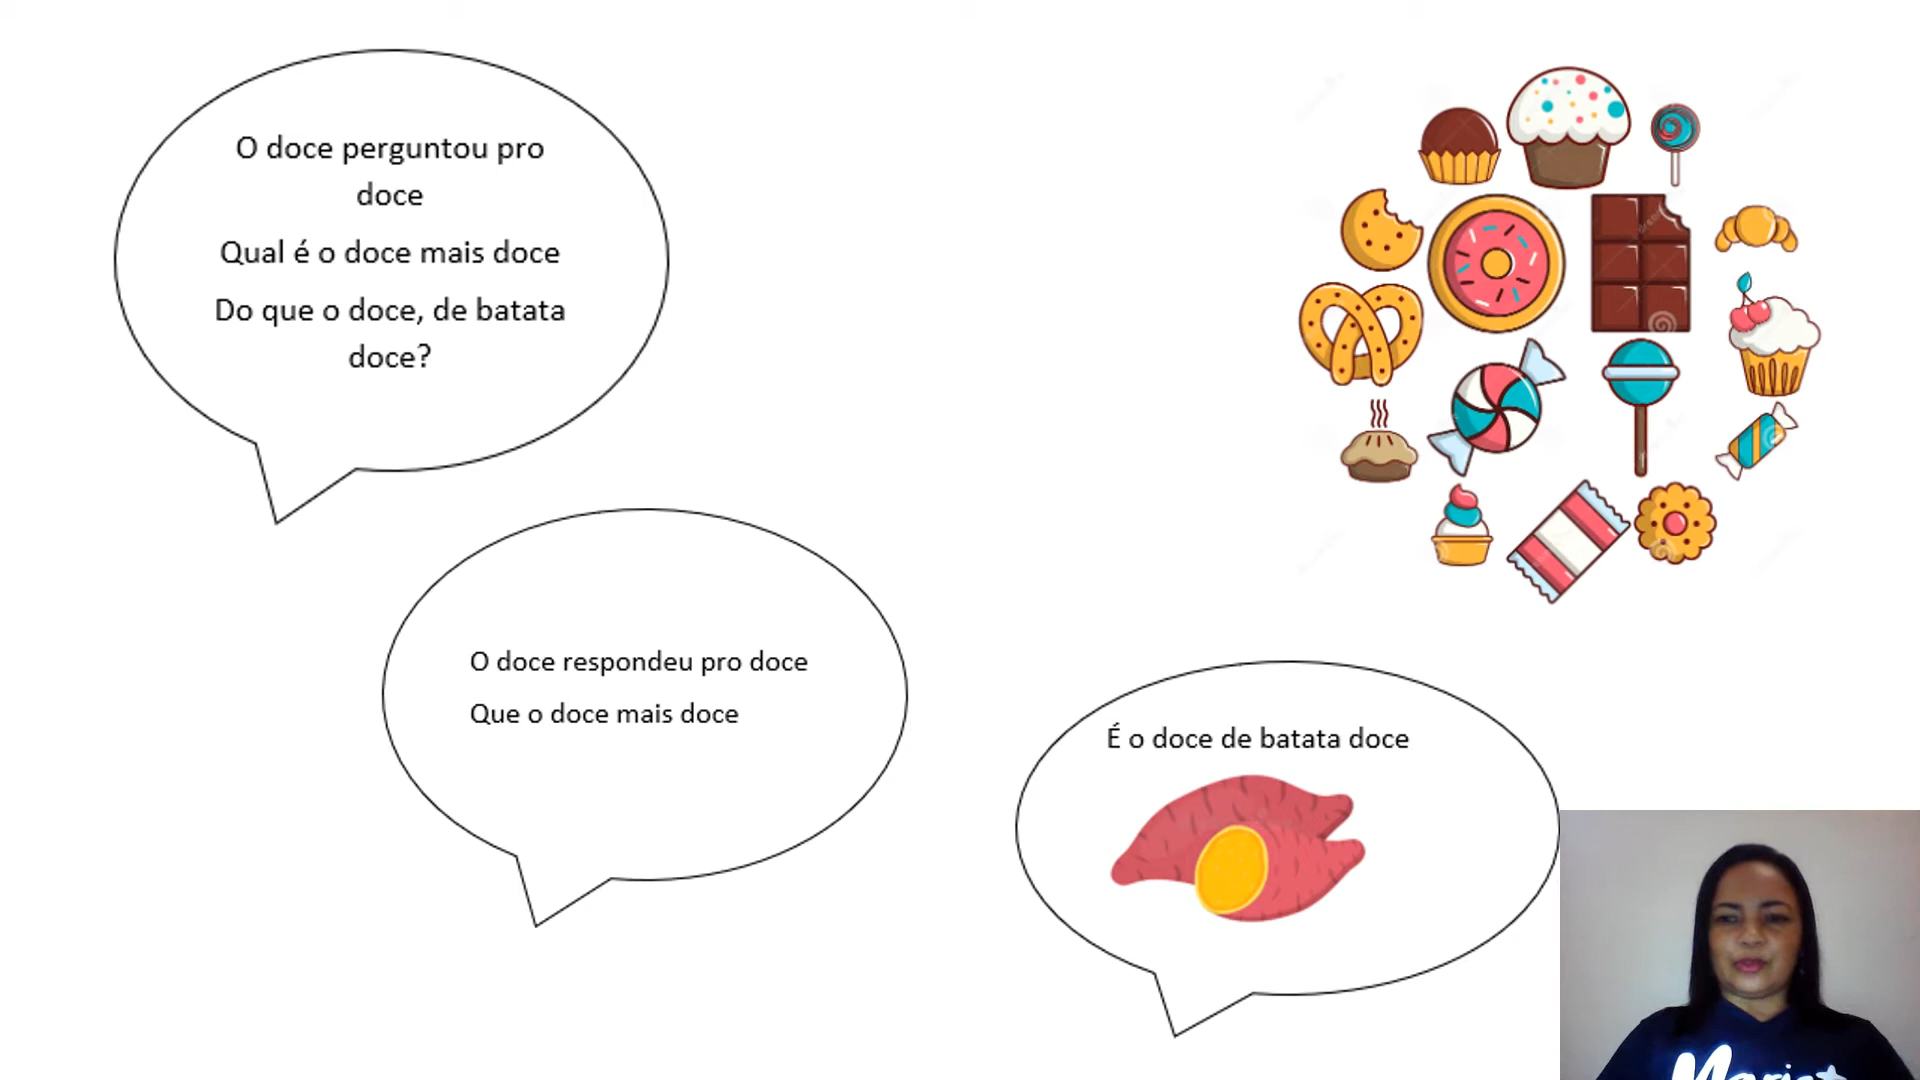 O doce perguntou pro
doce
Qual é o doce mais doce
Do que o doce, de batata
doce?
O doce respondeu pro doce
Que o doce mais doce
É o doce de batata doce